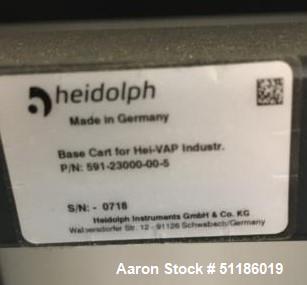 heidolph
Made in Germany
Base Cart for Hei-VAP Industr.
P/N: 591-23000-00-5
S/N: - 0718
Heidolph Instruments GmbH & Co. KG
Walpersdorfer Str. 12 - 91126 Schwabach/Germany
Aaron Stock # 51186019